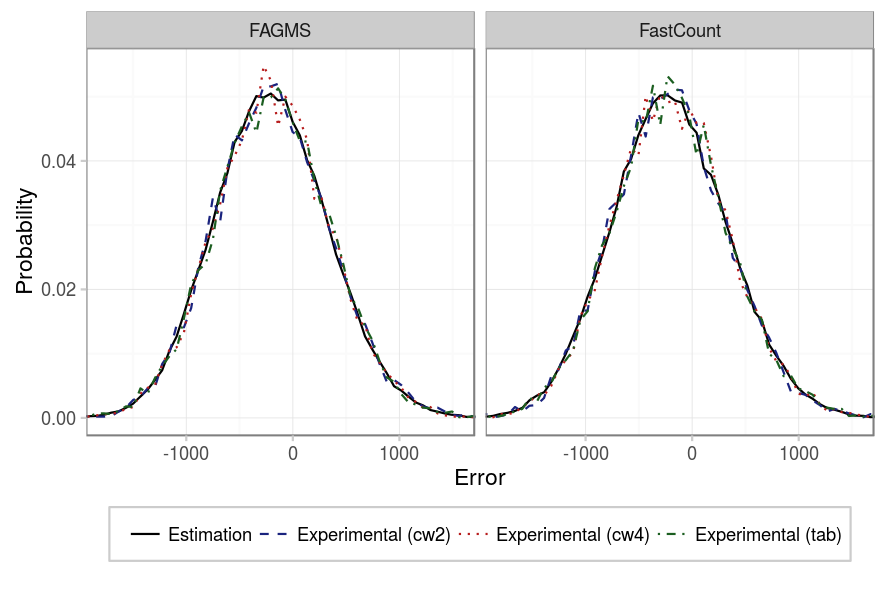 FAGMS FastCount
Probability
0.04
0.02
0.00
-1000 0 1000 -1000 0 1000
Error
Estimation Experimental (cw2) Experimental (cw4) Experimental (tab)